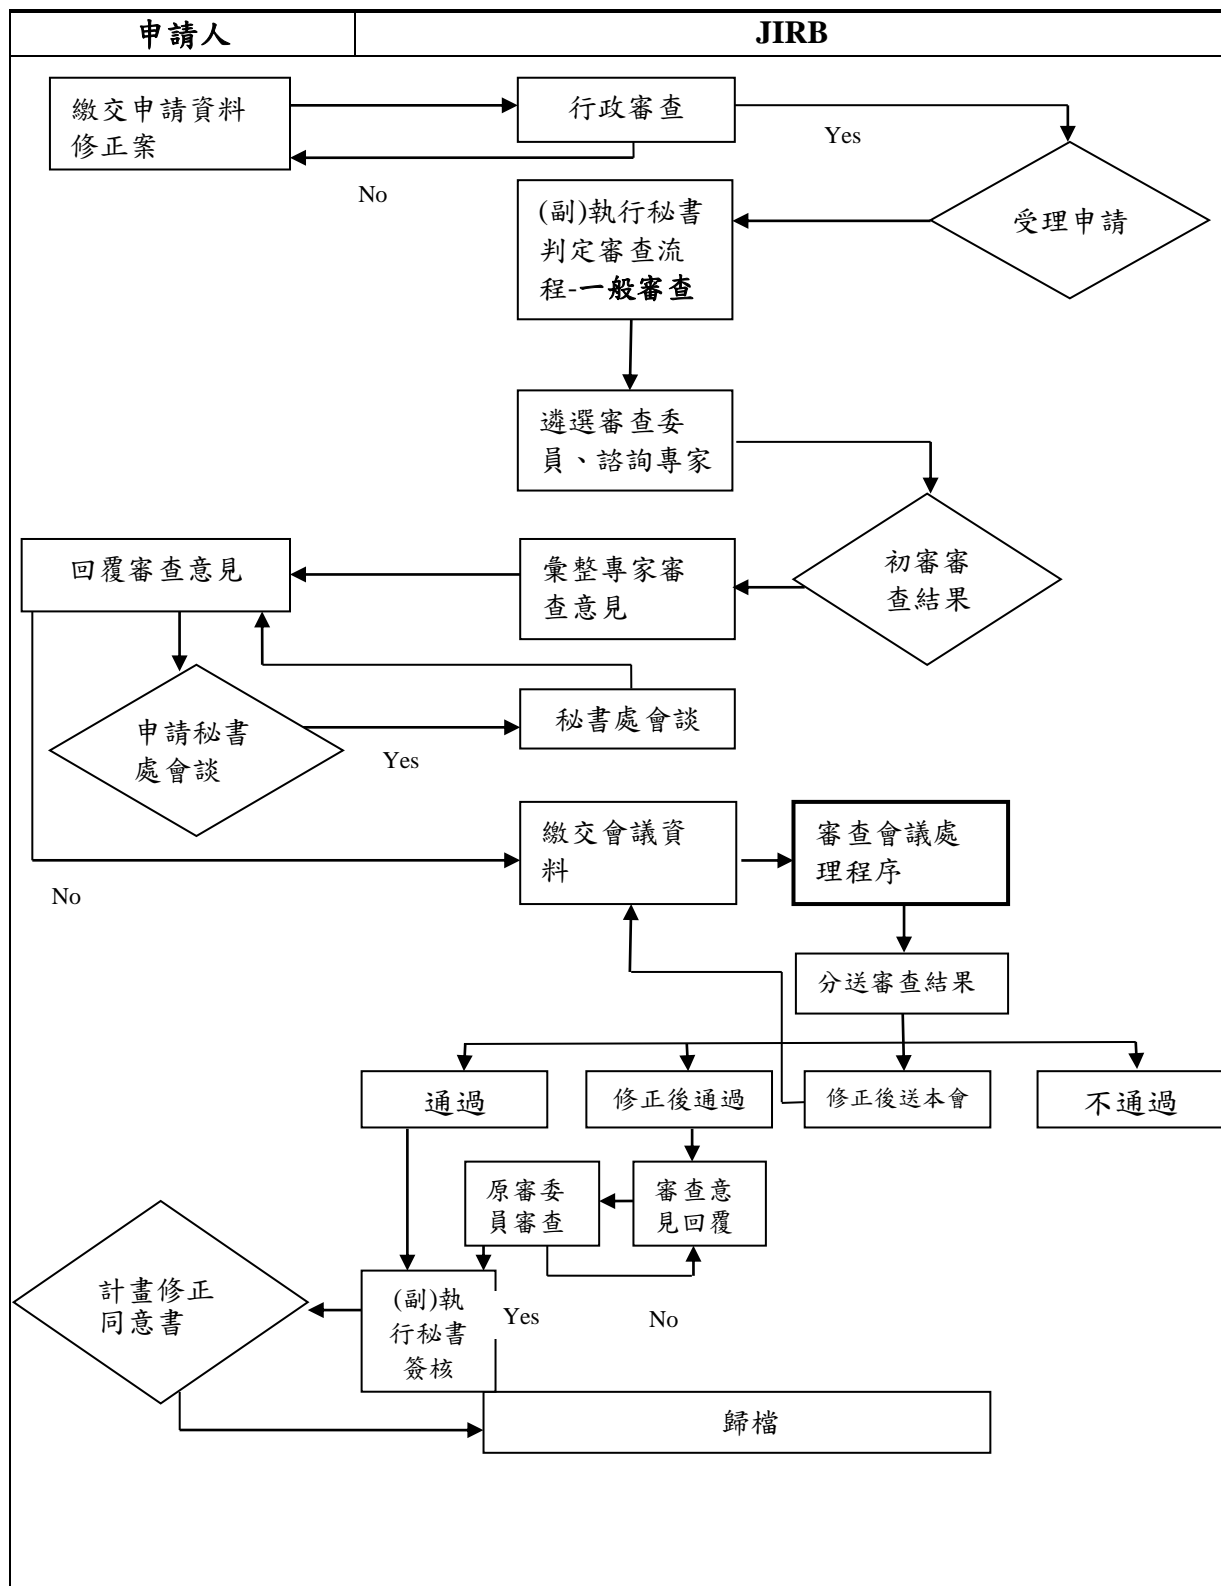 申請人
JIRB
繳交申請資料
修正案
行政審查
Yes
No
(副)執行秘書
判定審查流
程-一般審查
受理申請
遴選審查委
員、諮詢專家
初審審
查結果
彙整專家審
查意見
回覆審查意見
申請秘書
處會談
Yes
秘書處會談
No
繳交會議資
料
審查會議處
理程序
分送審查結果
通過
修正後通過
修正後送本會
不通過
原審委
員審查
審查意
見回覆
Yes
No
(副)執
行秘書
簽核
計畫修正
同意書
歸檔